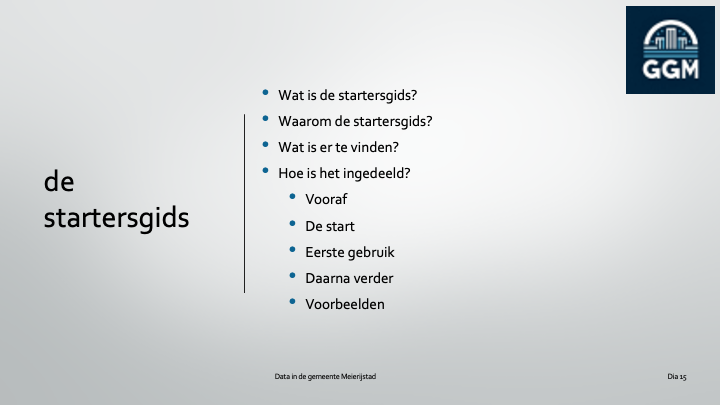 GGM
de
startersgids
Wat is de startersgids?
Waarom de startersgids?
Wat is er te vinden?
Hoe is het ingedeeld?
Vooraf
De start
Eerste gebruik
Daarna verder
Voorbeelden
Data in de gemeente Meierijstad
Dia 15